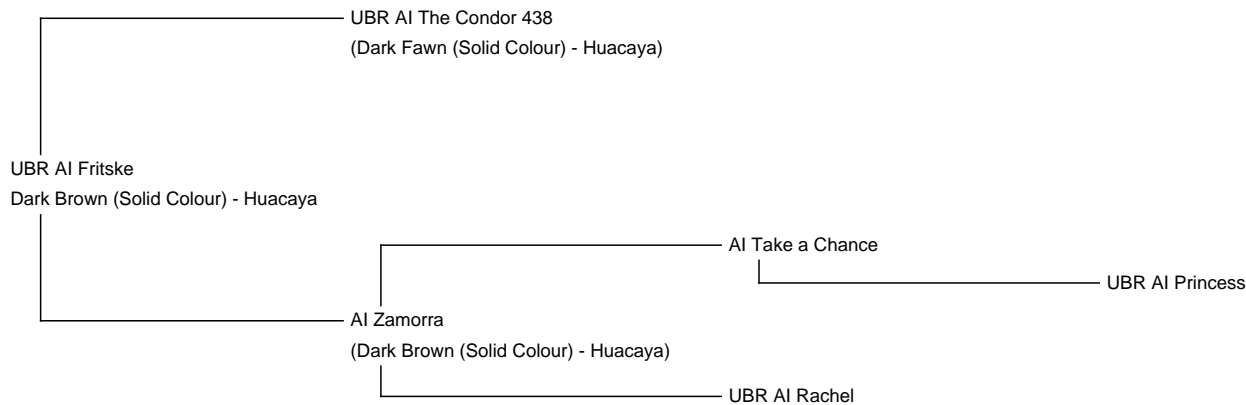 UBR AI The Condor 438
(Dark Fawn (Solid Colour) - Huacaya)
UBR AI Fritske
Dark Brown (Solid Colour) - Huacaya
AI Take a Chance
UBR AI Princess
AI Zamorra
(Dark Brown (Solid Colour) - Huacaya)
UBR AI Rachel